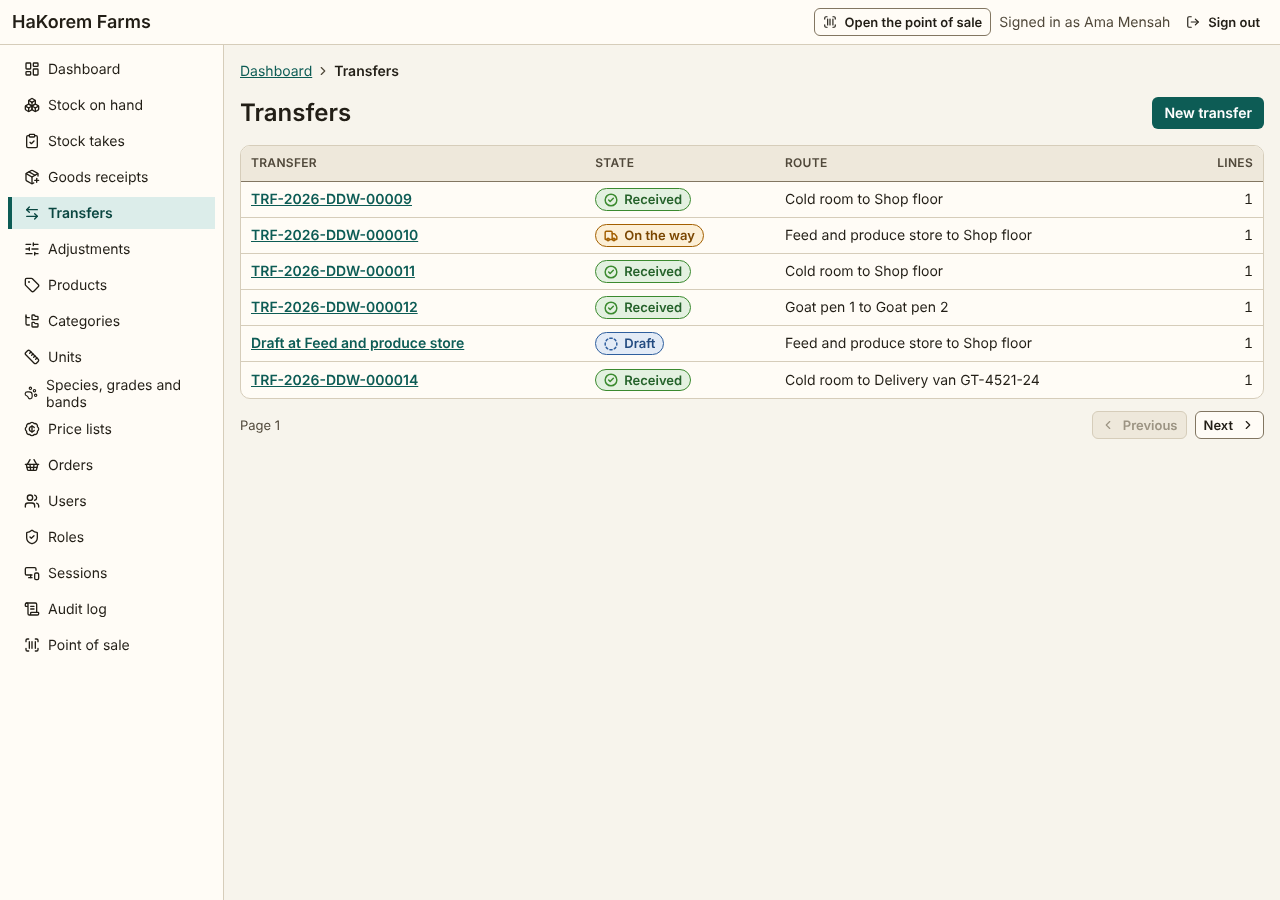 HaKorem Farms
Open the point of sale
Signed in as Ama Mensah
Sign out
Dashboard
Stock on hand
Stock takes
Goods receipts
Transfers
Adjustments
Products
Categories
Units
Species, grades and
bands
Price lists
Orders
Users
Roles
Sessions
Audit log
Point of sale
Dashboard > Transfers
Transfers
New transfer
TRANSFER STATE ROUTE LINES
TRF-2026-DDW-00009 Received Cold room to Shop floor 1
TRF-2026-DDW-000010 On the way Feed and produce store to Shop floor 1
TRF-2026-DDW-000011 Received Cold room to Shop floor 1
TRF-2026-DDW-000012 Received Goat pen 1 to Goat pen 2 1
Draft at Feed and produce store Draft Feed and produce store to Shop floor 1
TRF-2026-DDW-000014 Received Cold room to Delivery van GT-4521-24 1
Page 1
Previous
Next